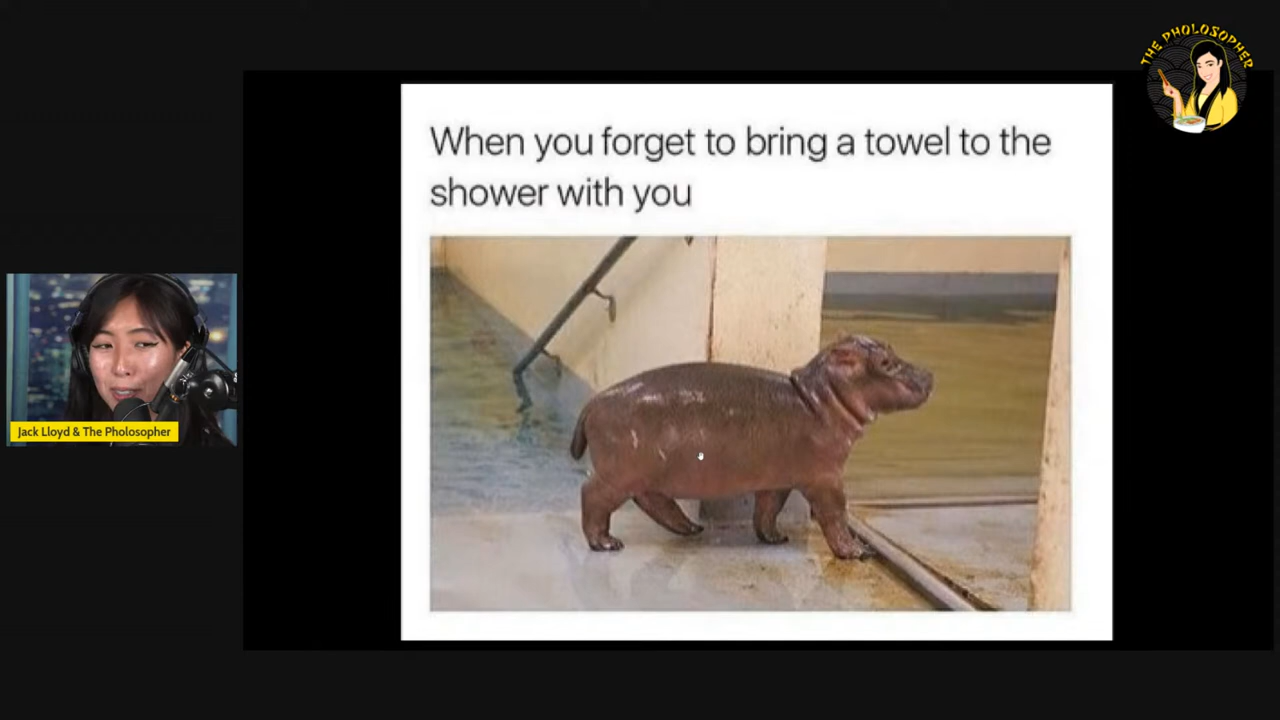 THE PHOLOSOPHER
When you forget to bring a towel to the
shower with you
Jack Lloyd & The Pholosopher